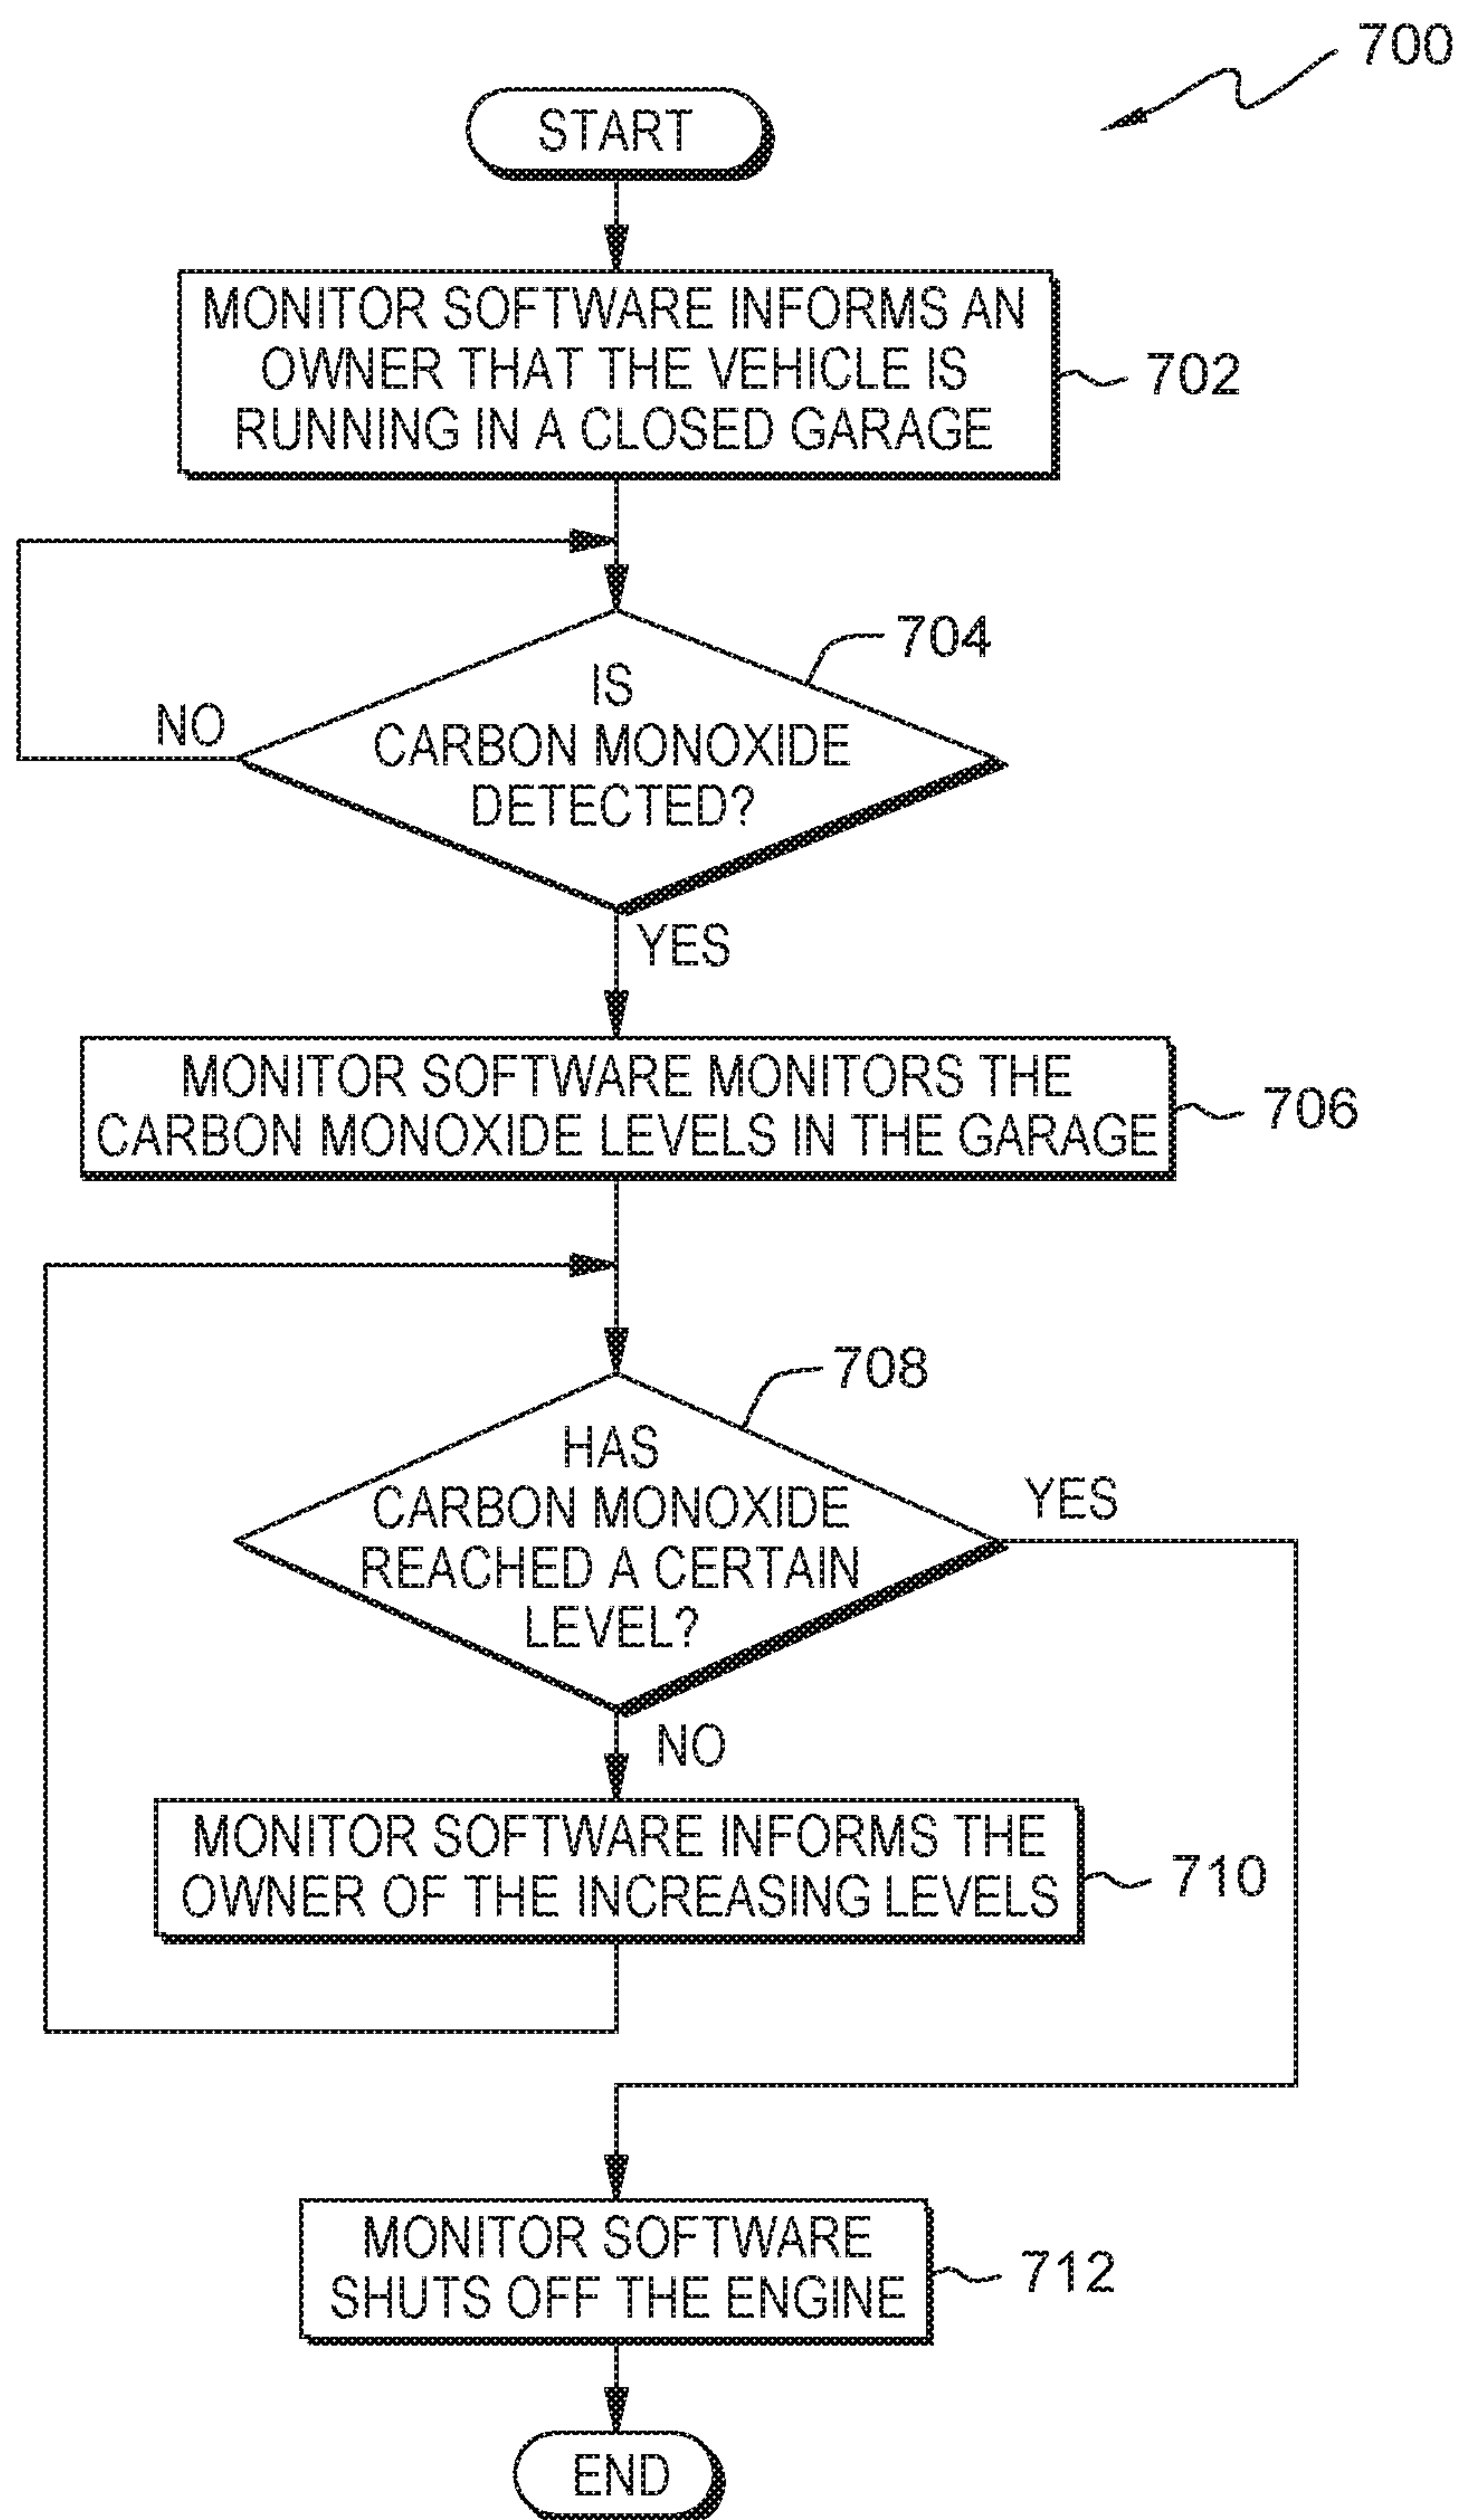 700
START
MONITOR SOFTWARE INFORMS AN
OWNER THAT THE VEHICLE IS
RUNNING IN A CLOSED GARAGE
702
704
IS
CARBON MONOXIDE
DETECTED?
NO
YES
MONITOR SOFTWARE MONITORS THE
CARBON MONOXIDE LEVELS IN THE GARAGE
706
708
HAS
CARBON MONOXIDE
REACHED A CERTAIN
LEVEL?
YES
NO
MONITOR SOFTWARE INFORMS THE
OWNER OF THE INCREASING LEVELS
710
MONITOR SOFTWARE
SHUTS OFF THE ENGINE
712
END